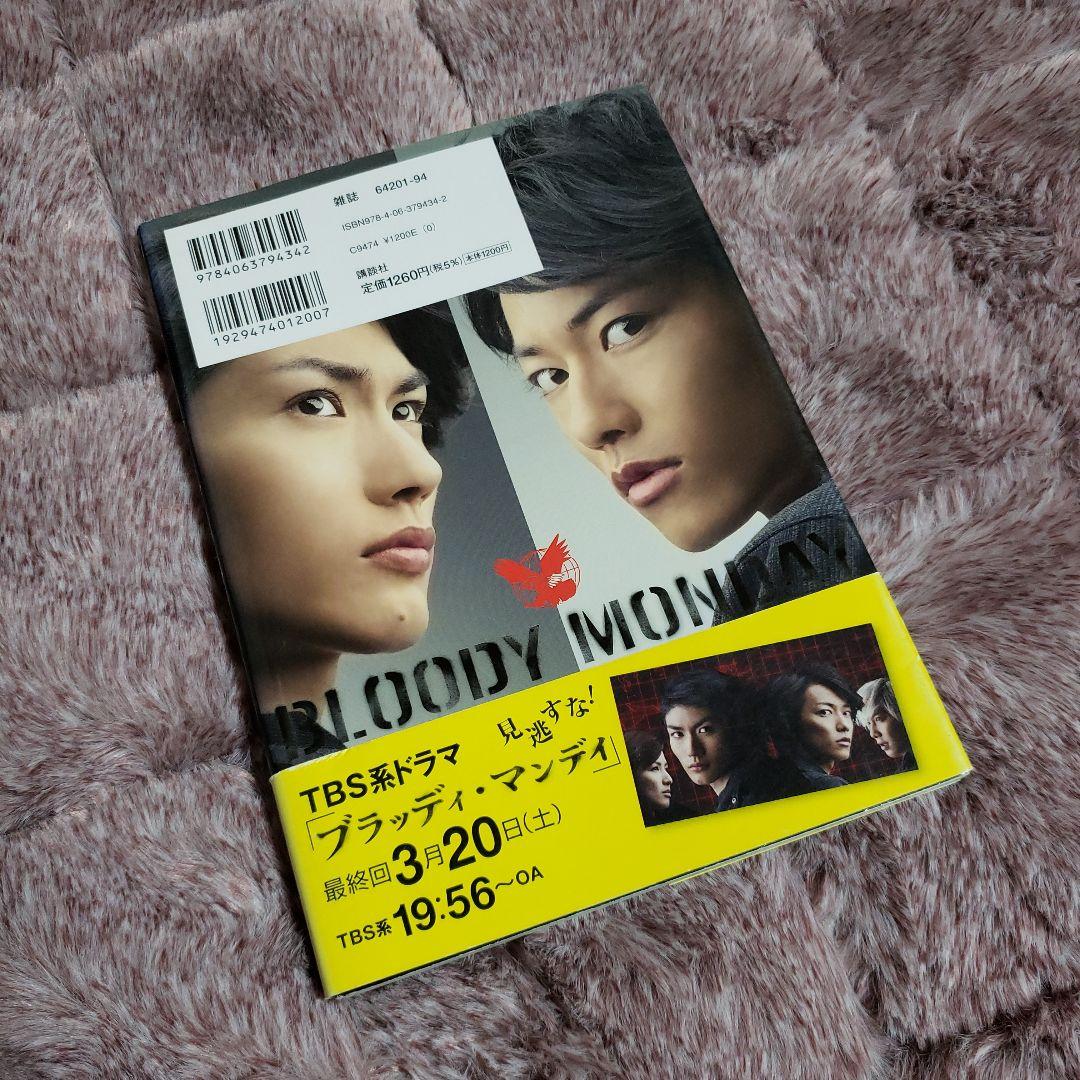 雑誌 64201-94
ISBN978-4-06-379434-2
C9474 ¥1200E (0)
講談社
定価1260円(税5%)本体1200円
9784063794342
1929474012007
BLOODY MONDAY
TBS系ドラマ
「ブラッディ・マンデイ」
見逃すな!
最終回3月20日(土)
TBS系19:56~OA